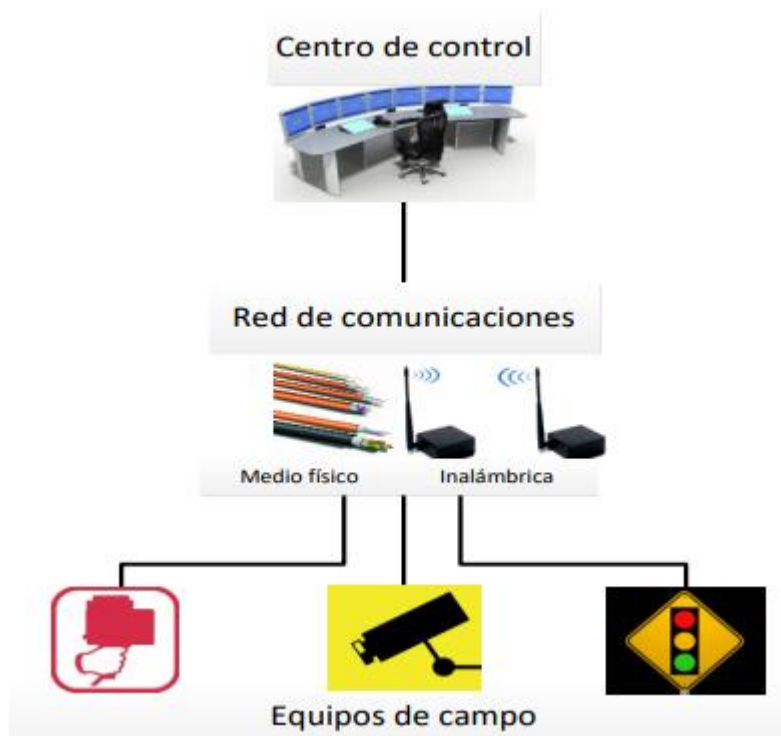 Centro de control
Red de comunicaciones
Medio físico
Inalámbrica
Equipos de campo